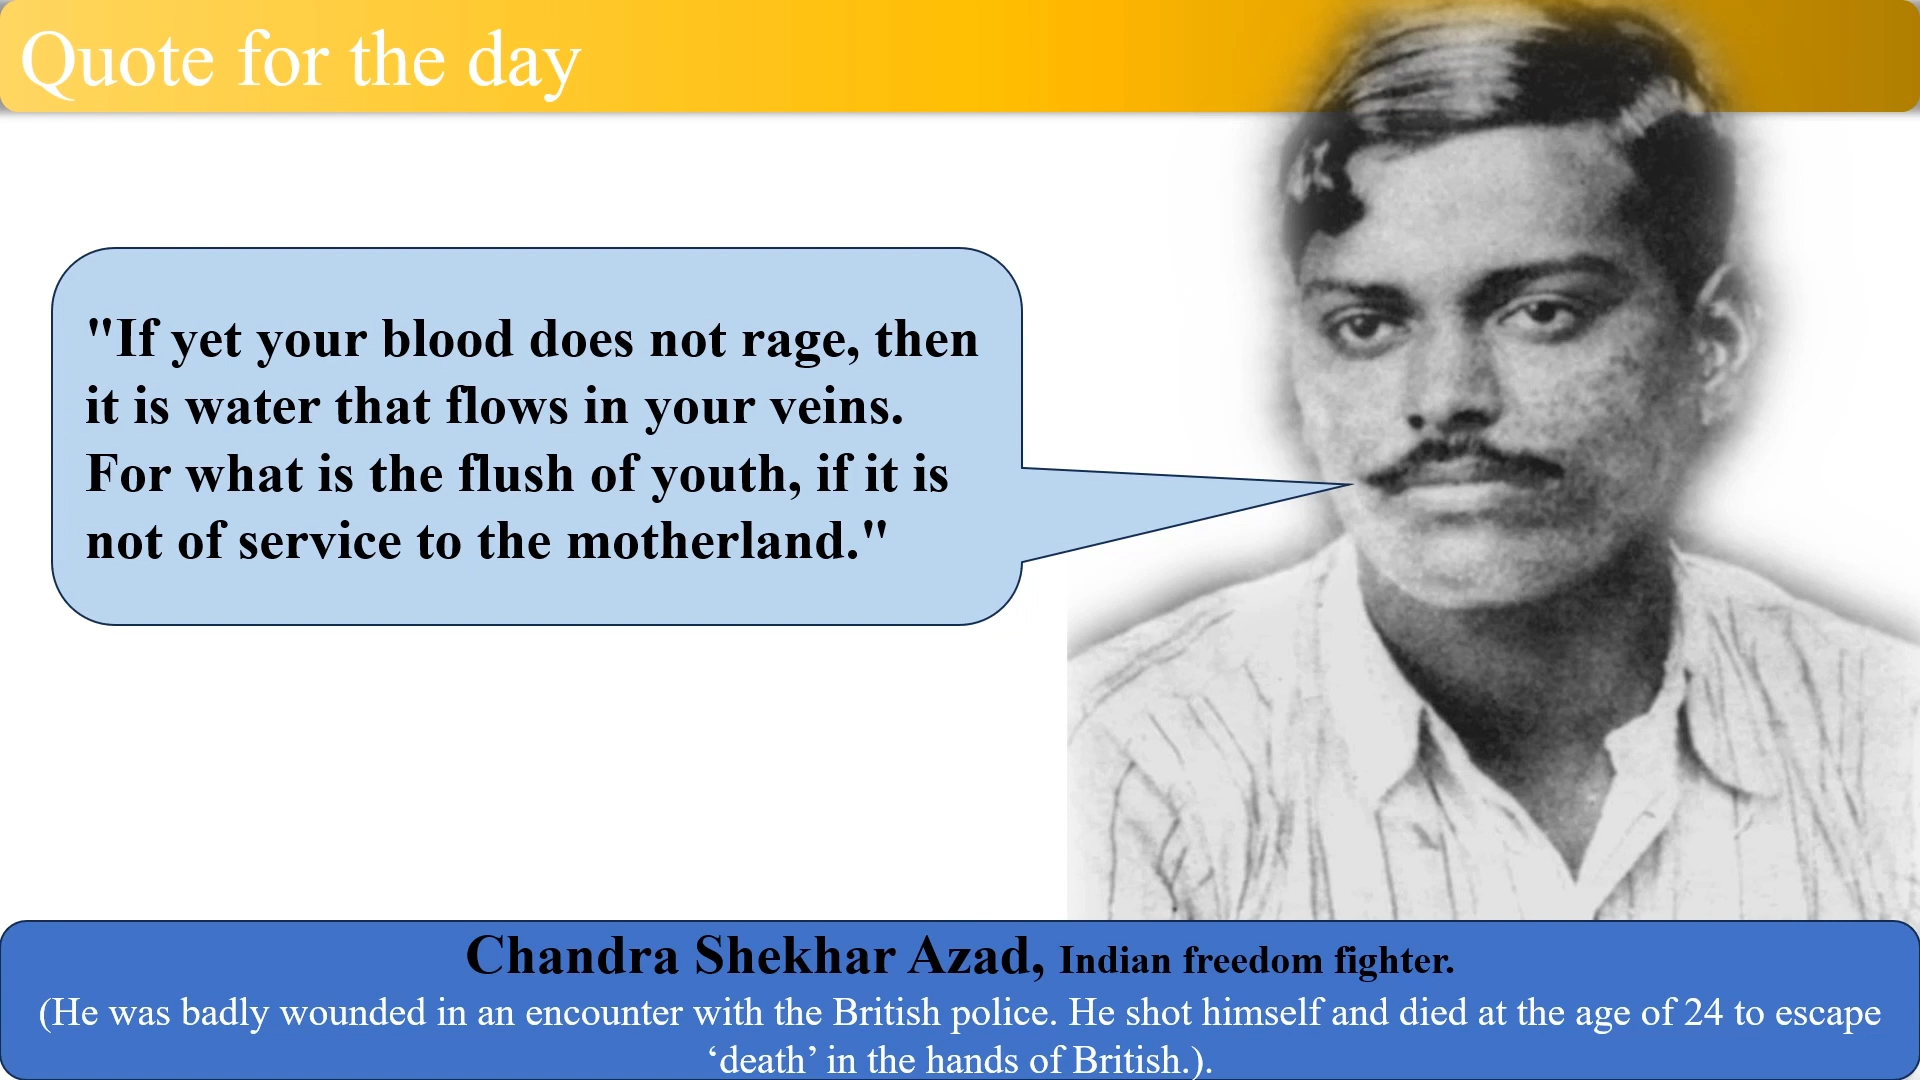 Quote for the day
"If yet your blood does not rage, then
it is water that flows in your veins.
For what is the flush of youth, if it is
not of service to the motherland."
Chandra Shekhar Azad, Indian freedom fighter.
(He was badly wounded in an encounter with the British police. He shot himself and died at the age of 24 to escape
‘death’ in the hands of British.).